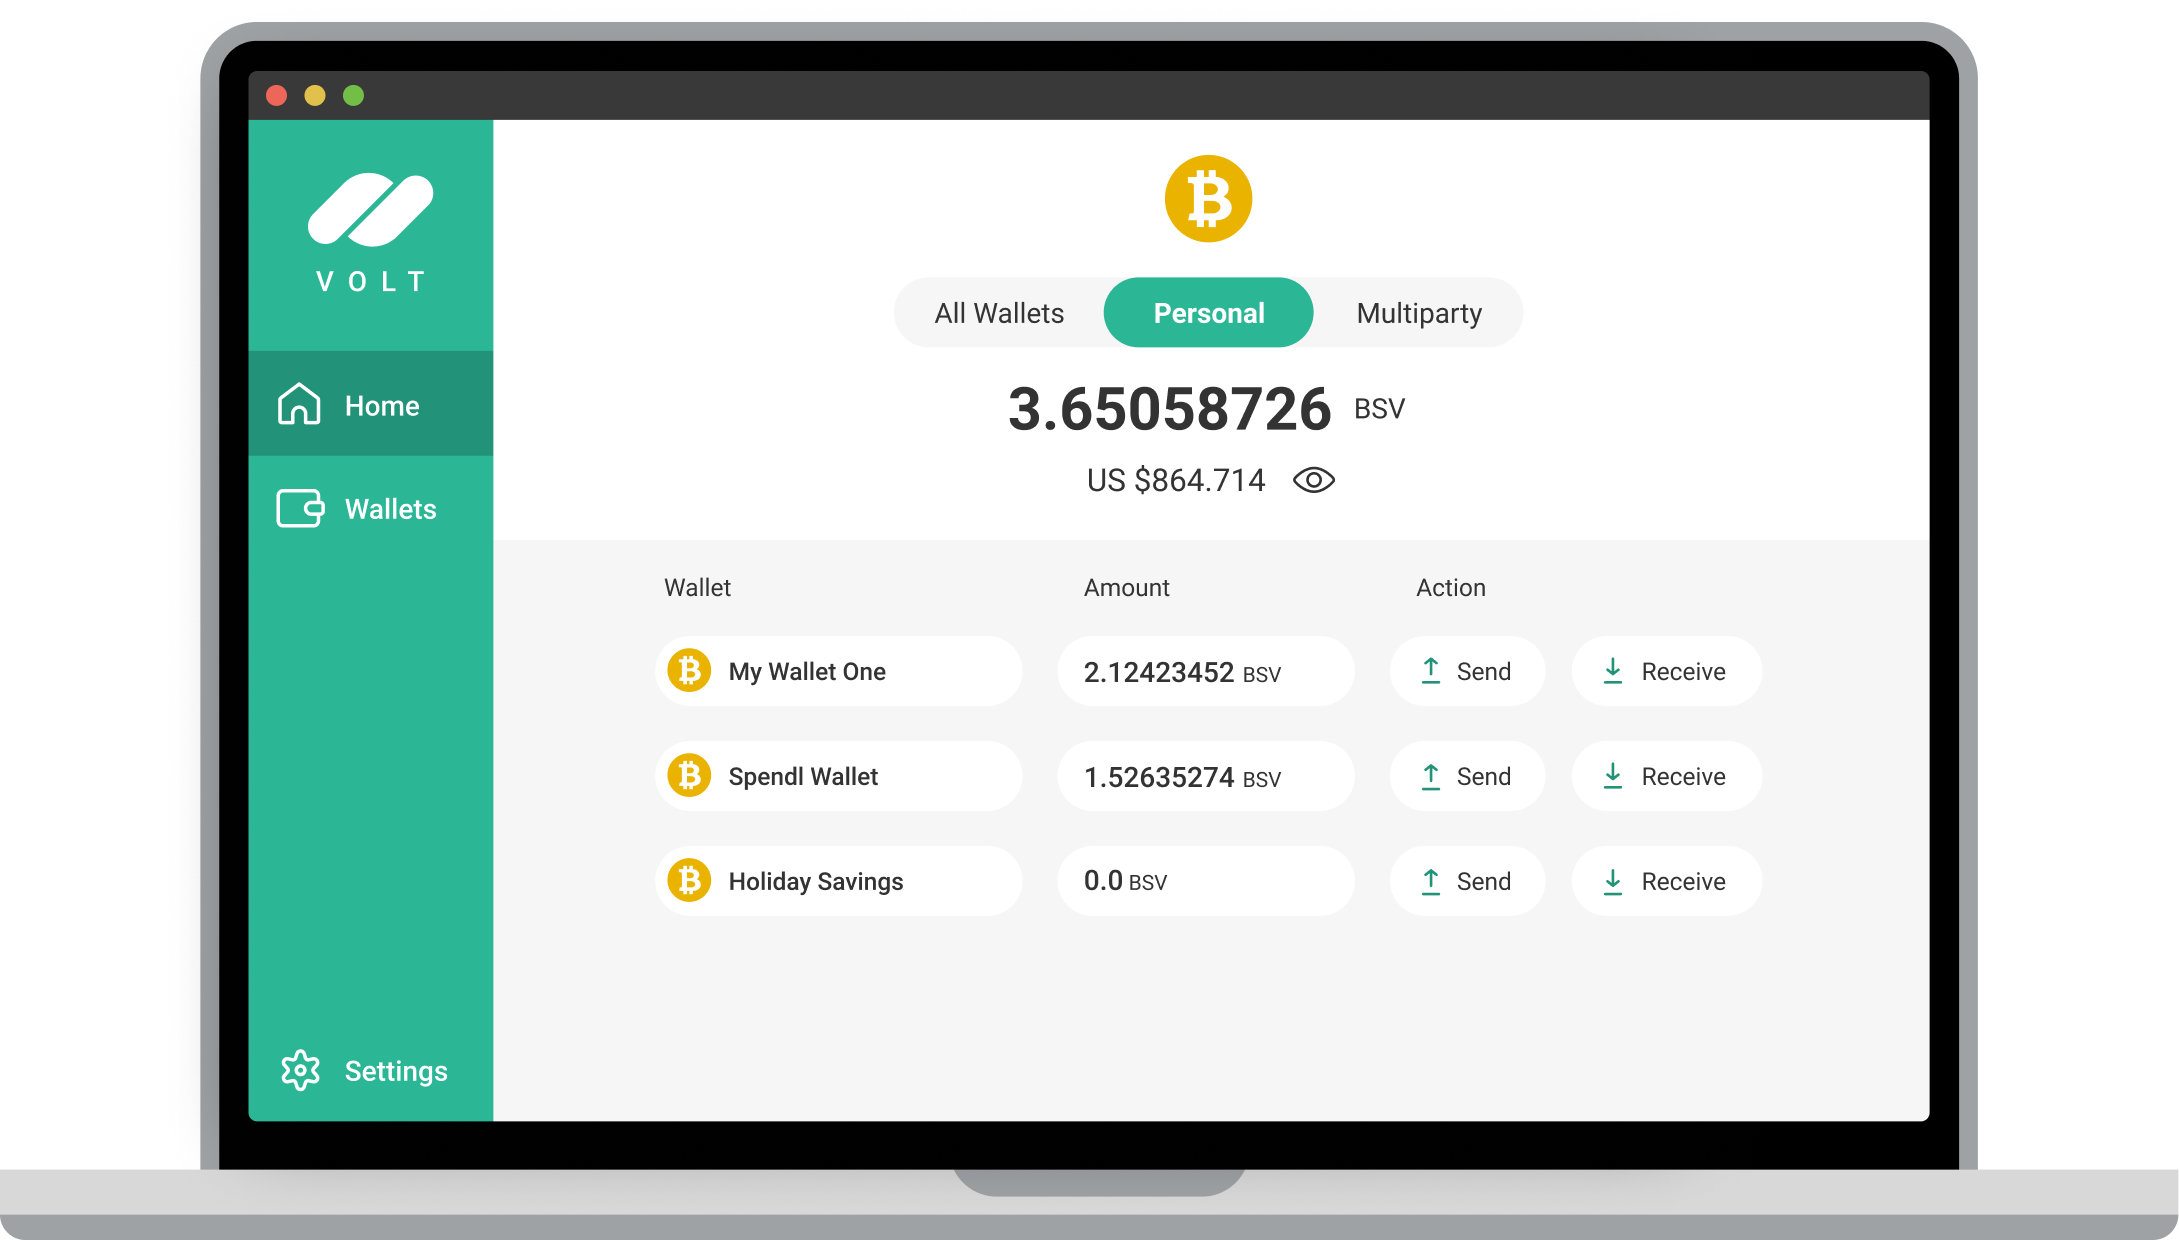 VOLT
Home
Wallets
Settings
All Wallets Personal Multiparty
3.65058726 BSV
US $864.714
Wallet Amount Action
My Wallet One 2.12423452 BSV Send Receive
Spendl Wallet 1.52635274 BSV Send Receive
Holiday Savings 0.0 BSV Send Receive